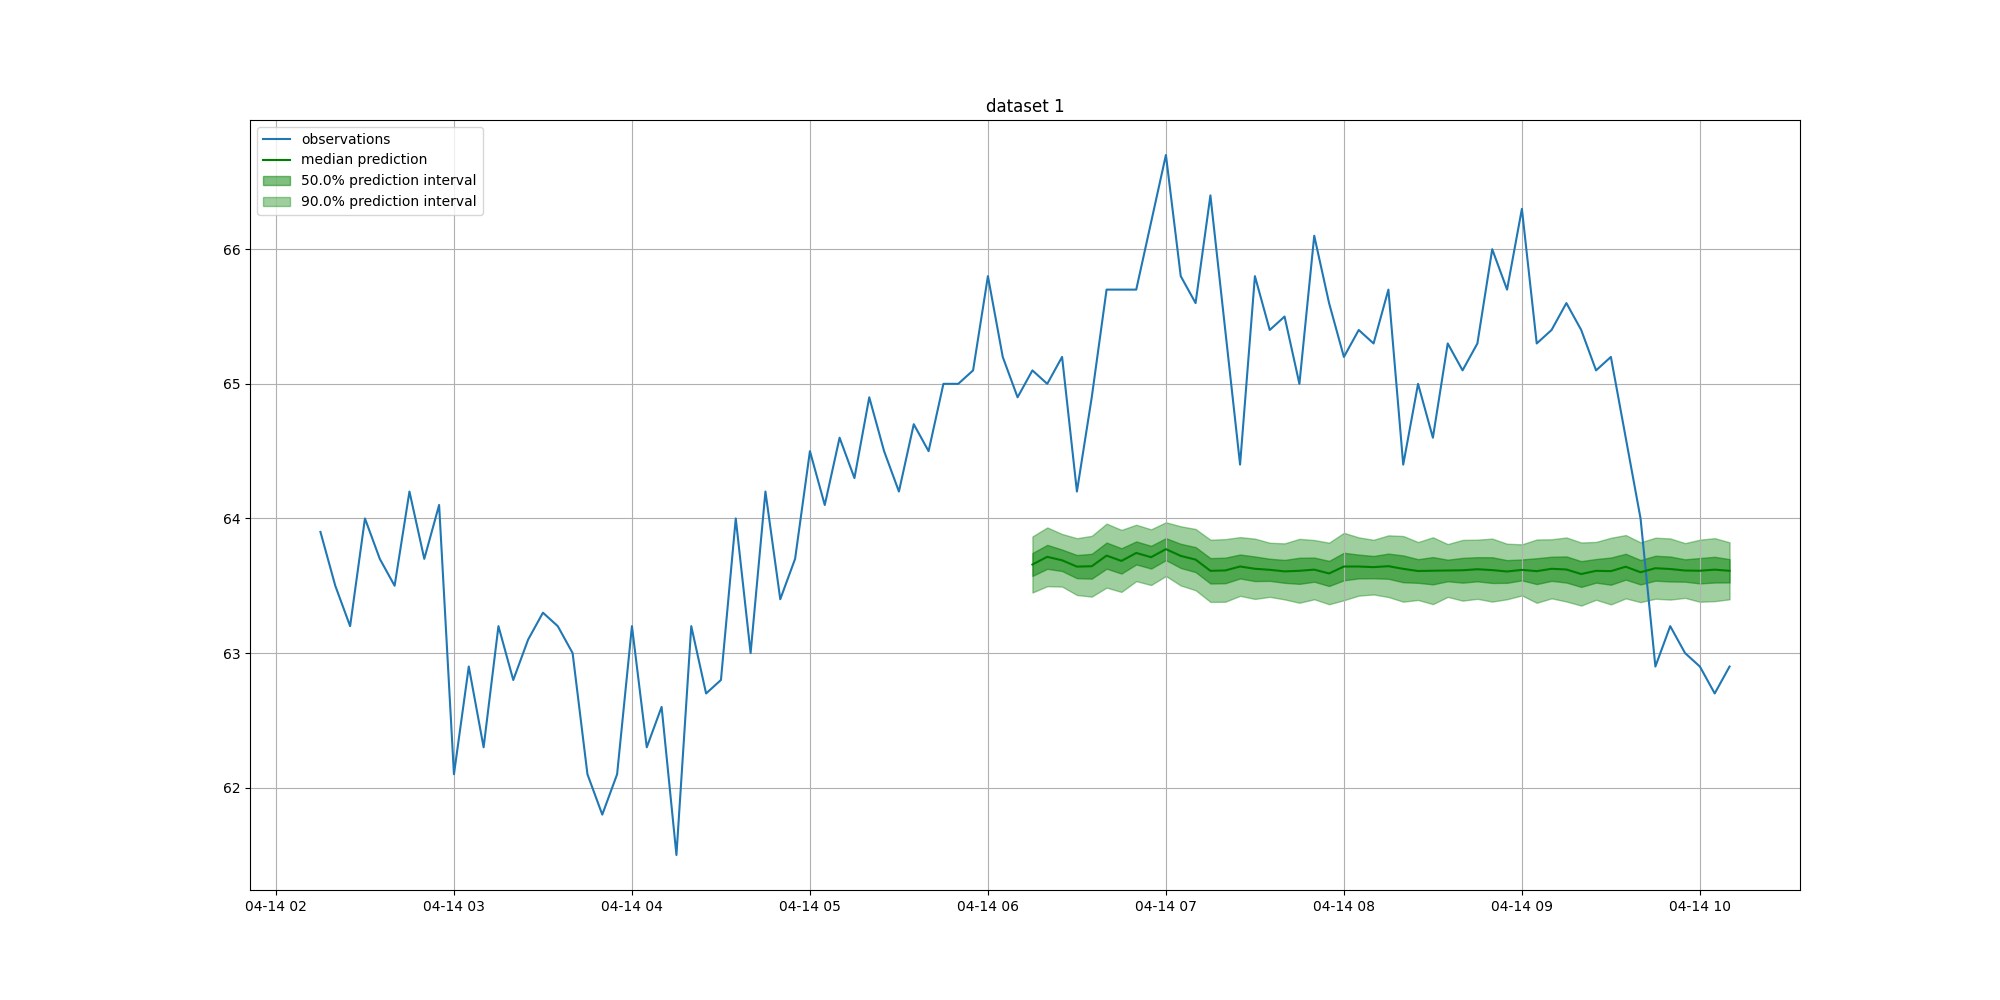 dataset 1
observations
median prediction
50.0% prediction interval
90.0% prediction interval
66
65
64
63
62
04-14 02
04-14 03
04-14 04
04-14 05
04-14 06
04-14 07
04-14 08
04-14 09
04-14 10